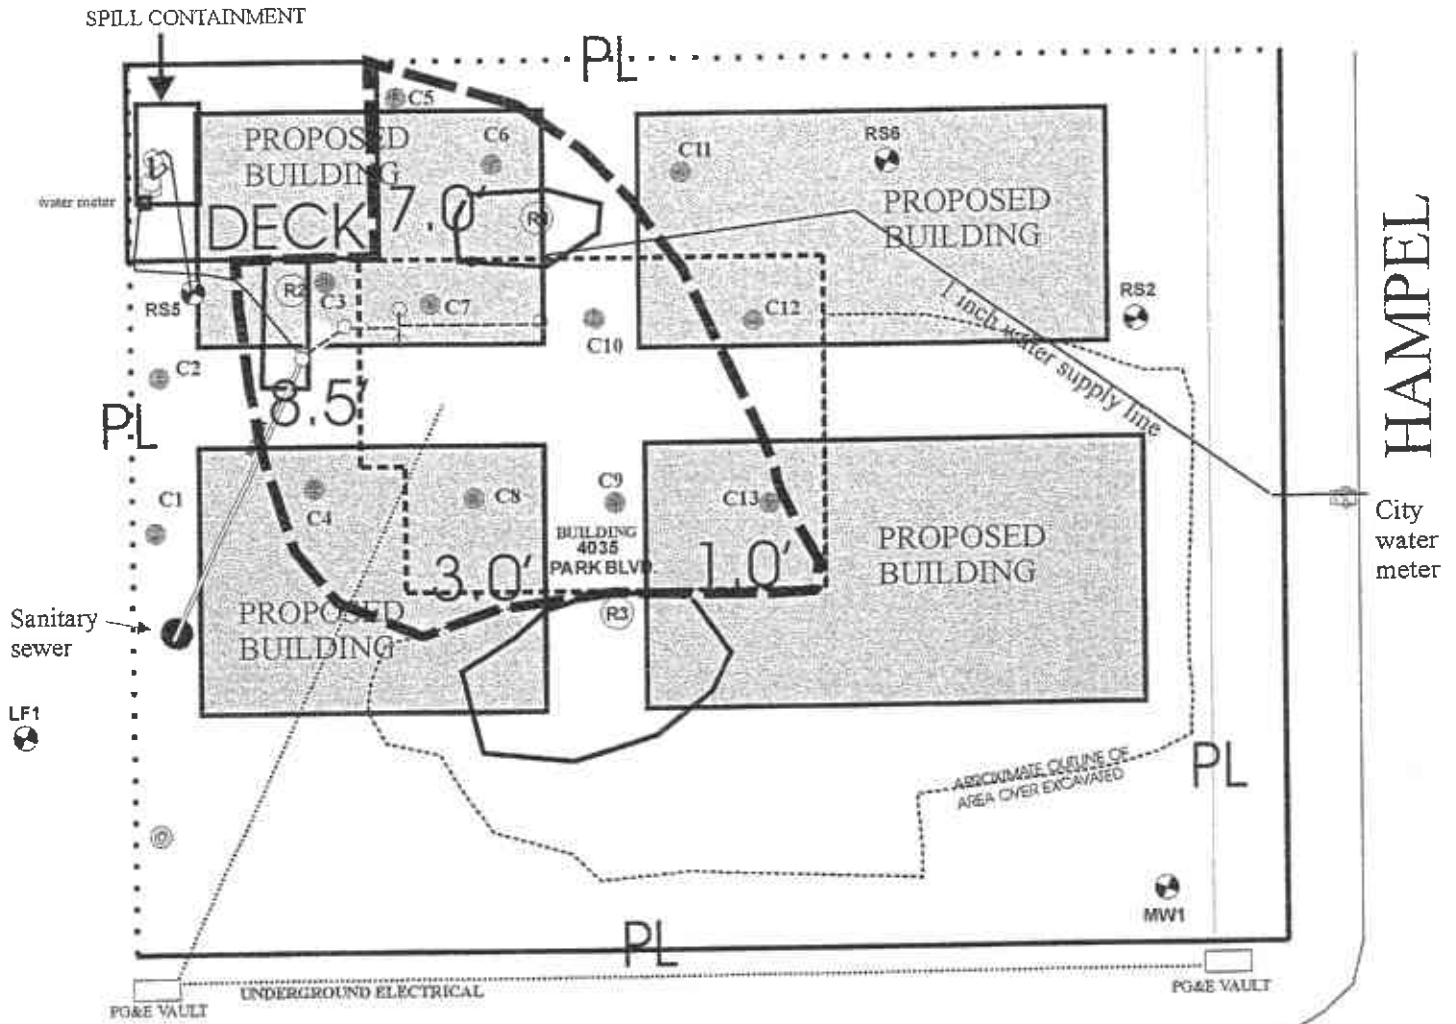 SPILL CONTAINMENT
PL
C5
PROPOSED
BUILDING
C6
C11
RS6
water meter
7.0'
DECK
PROPOSED
BUILDING
HAMPEL
R2
C3
C7
RS5
C10
C12
RS2
1 inch water supply line
C2
8.5'
PL
C1
C4
C8
C9
C13
City
water
meter
BUILDING
4035
PARK BLVD.
3.0'
1.0'
PROPOSED
BUILDING
Sanitary
sewer
PROPOSED
BUILDING
R3
LF1
APROXIMATE OUTLINE OF
AREA OVER EXCAVATED
PL
MW1
PL
PG&E VAULT
UNDERGROUND ELECTRICAL
PG&E VAULT